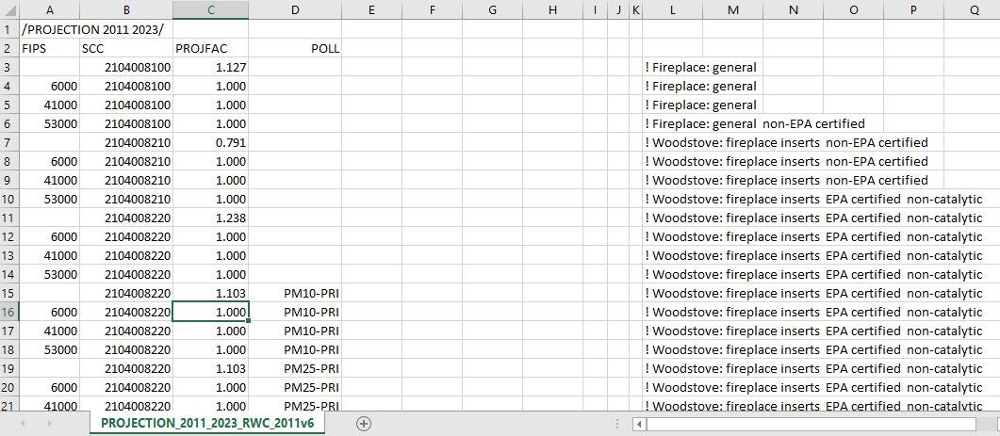 A B C D E F G H I J K L M N O P Q
1 /PROJECTION 2011 2023/
2 FIPS SCC PROJFAC POLL
3 2104008100 1.127 ! Fireplace: general
4 6000 2104008100 1.000 ! Fireplace: general
5 41000 2104008100 1.000 ! Fireplace: general
6 53000 2104008100 1.000 ! Fireplace: general non-EPA certified
7 2104008210 0.791 ! Woodstove: fireplace inserts non-EPA certified
8 6000 2104008210 1.000 ! Woodstove: fireplace inserts non-EPA certified
9 41000 2104008210 1.000 ! Woodstove: fireplace inserts non-EPA certified
10 53000 2104008210 1.000 ! Woodstove: fireplace inserts EPA certified non-catalytic
11 2104008220 1.238 ! Woodstove: fireplace inserts EPA certified non-catalytic
12 6000 2104008220 1.000 ! Woodstove: fireplace inserts EPA certified non-catalytic
13 41000 2104008220 1.000 ! Woodstove: fireplace inserts EPA certified non-catalytic
14 53000 2104008220 1.000 ! Woodstove: fireplace inserts EPA certified non-catalytic
15 2104008220 1.103 PM10-PRI ! Woodstove: fireplace inserts EPA certified non-catalytic
16 6000 2104008220 1.000 PM10-PRI ! Woodstove: fireplace inserts EPA certified non-catalytic
17 41000 2104008220 1.000 PM10-PRI ! Woodstove: fireplace inserts EPA certified non-catalytic
18 53000 2104008220 1.000 PM10-PRI ! Woodstove: fireplace inserts EPA certified non-catalytic
19 2104008220 1.103 PM25-PRI ! Woodstove: fireplace inserts EPA certified non-catalytic
20 6000 2104008220 1.000 PM25-PRI ! Woodstove: fireplace inserts EPA certified non-catalytic
21 41000 2104008220 1.000 PM25-PRI ! Woodstove: fireplace inserts EPA certified non-catalytic
PROJECTION_2011_2023_RWC_2011v6